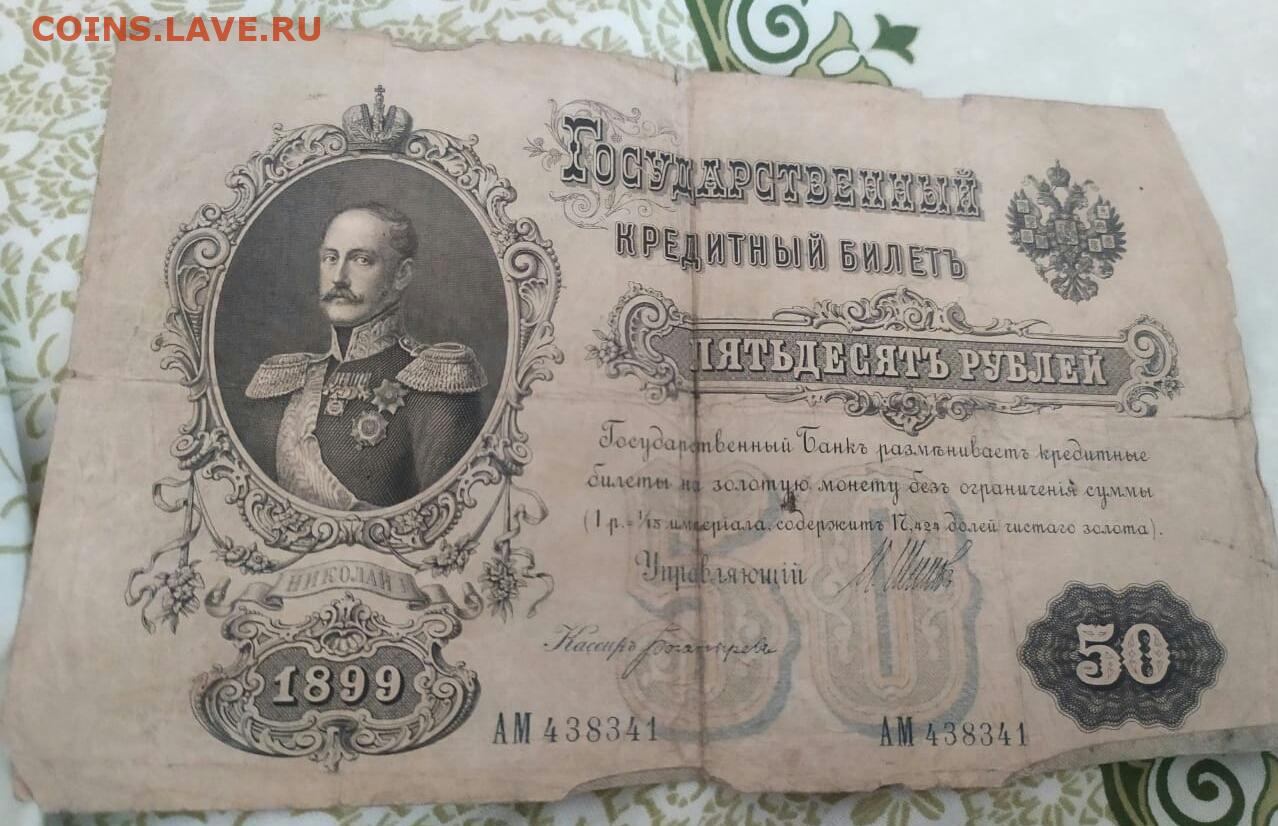 COINS.LAVE.RU
Государственный
кредитный билетъ
Пятьдесятъ рублей
Государственный Банкъ размѣниваетъ кредитные
билеты на золотую монету безъ ограниченія суммы
(1 р. = 1/15 имперіала, содержитъ 17,424 долей чистаго золота).
Управляющій
Кассиръ Богатырев
НИКОЛАЙ I
1899
50
50
АМ 438341 АМ 438341